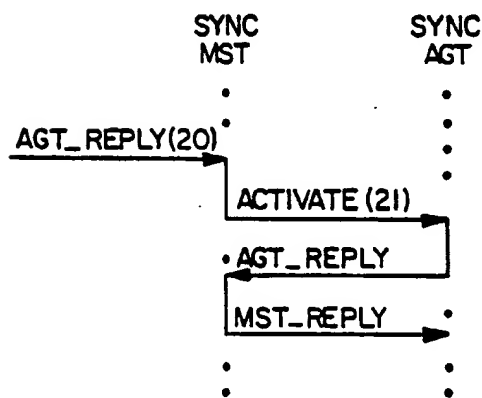 SYNC MST
SYNC AGT
AGT_REPLY(20)
ACTIVATE(21)
AGT_REPLY
MST_REPLY